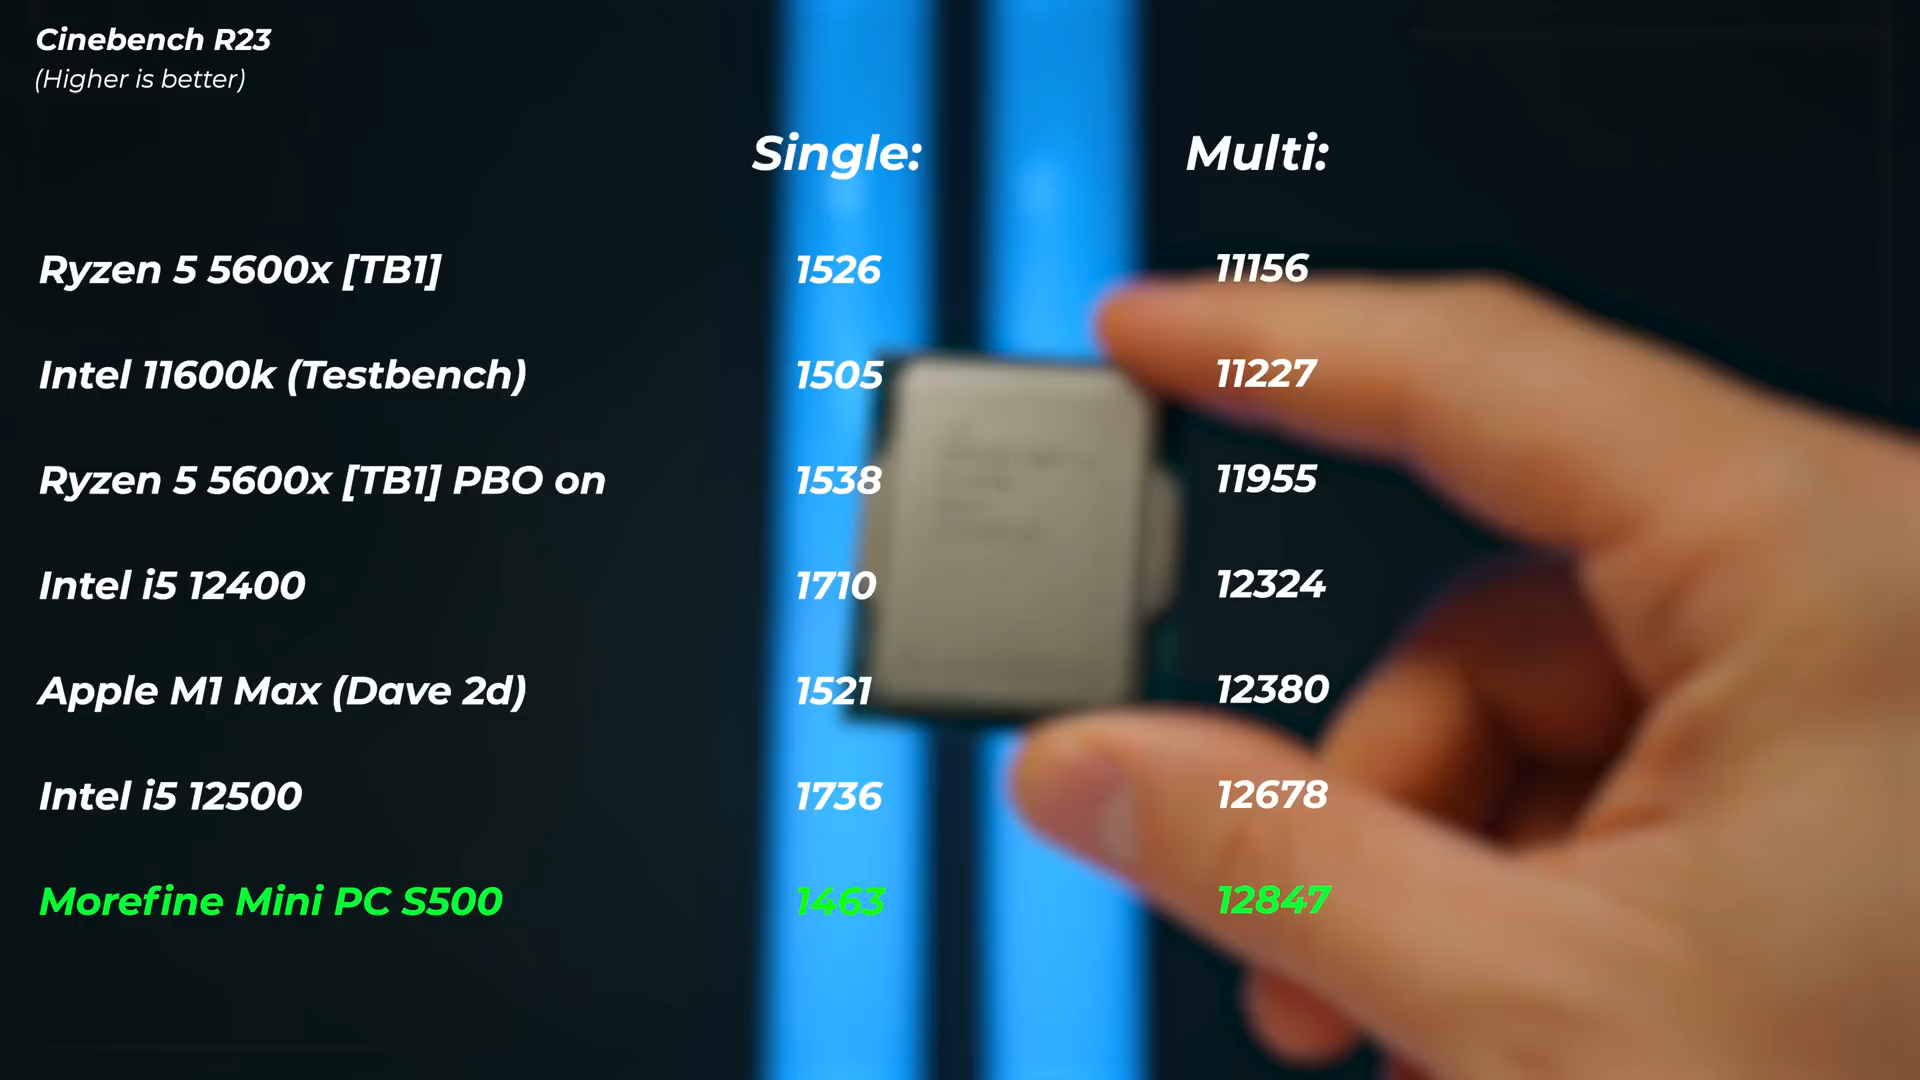 Cinebench R23
(Higher is better)
Single: Multi:
Ryzen 5 5600x [TB1] 1526 11156
Intel 11600k (Testbench) 1505 11227
Ryzen 5 5600x [TB1] PBO on 1538 11955
Intel i5 12400 1710 12324
Apple M1 Max (Dave 2d) 1521 12380
Intel i5 12500 1736 12678
Morefine Mini PC S500 1463 12847